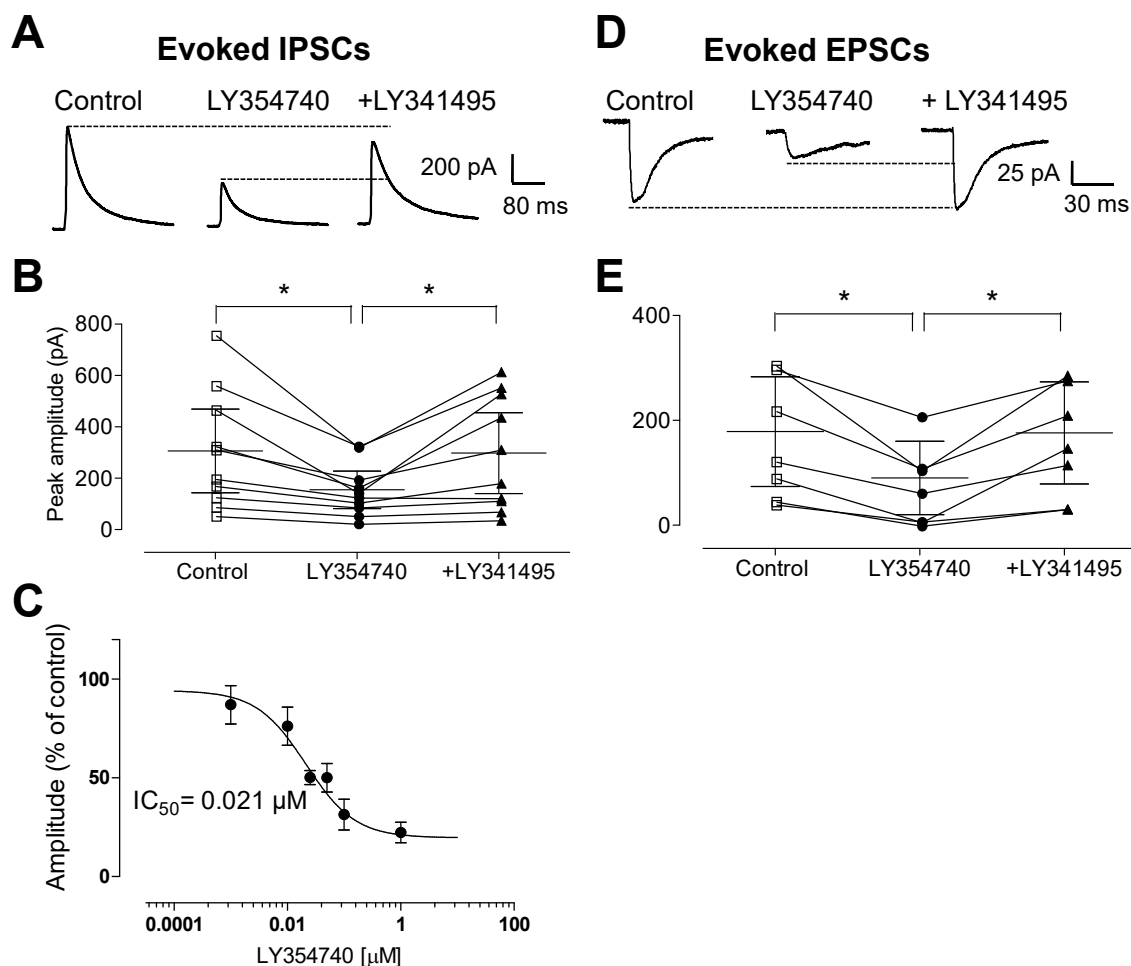 A
Evoked IPSCs
Control LY354740 +LY341495
200 pA
80 ms
D
Evoked EPSCs
Control LY354740 + LY341495
25 pA
30 ms
B
* *
Peak amplitude (pA)
800
600
400
200
0
Control LY354740 +LY341495
E
* *
400
200
0
Control LY354740 +LY341495
C
Amplitude (% of control)
100
50
0
IC₅₀= 0.021 µM
0.0001 0.01 1 100
LY354740 [µM]